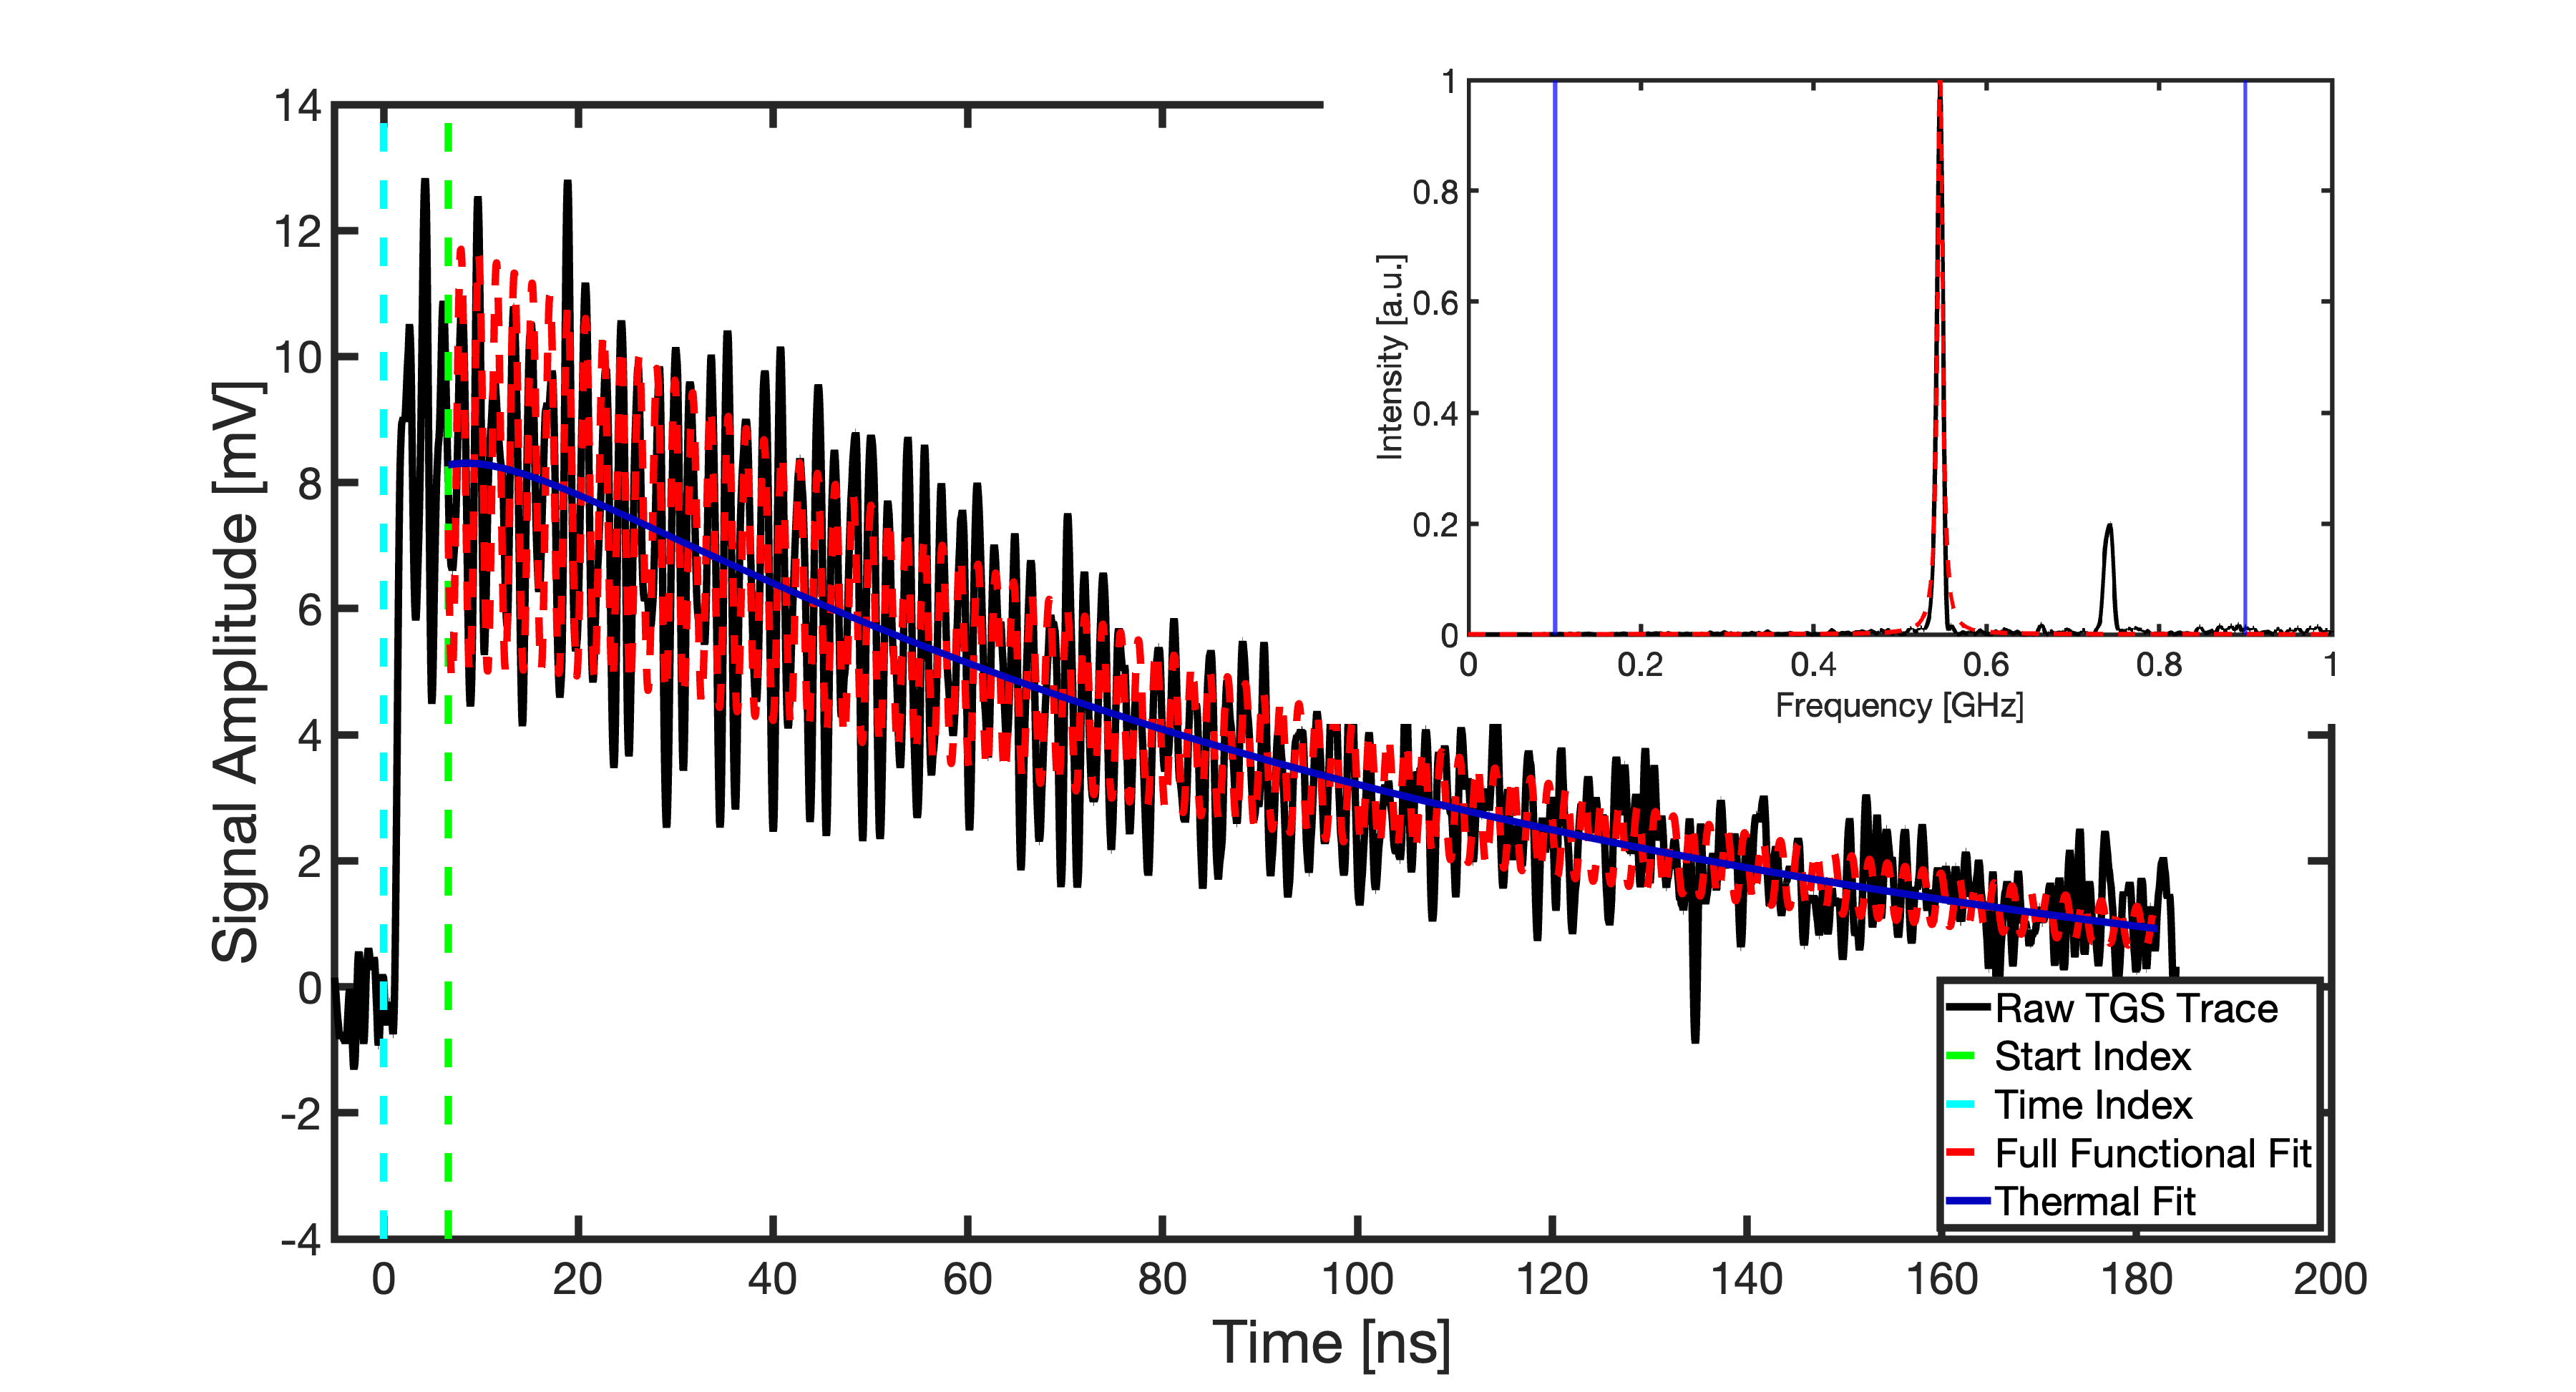 14
12
10
8
6
4
2
0
-2
-4
Signal Amplitude [mV]
0 20 40 60 80 100 120 140 160 180 200
Time [ns]
1
0.8
0.6
0.4
0.2
0
Intensity [a.u.]
0 0.2 0.4 0.6 0.8 1
Frequency [GHz]
Raw TGS Trace
Start Index
Time Index
Full Functional Fit
Thermal Fit